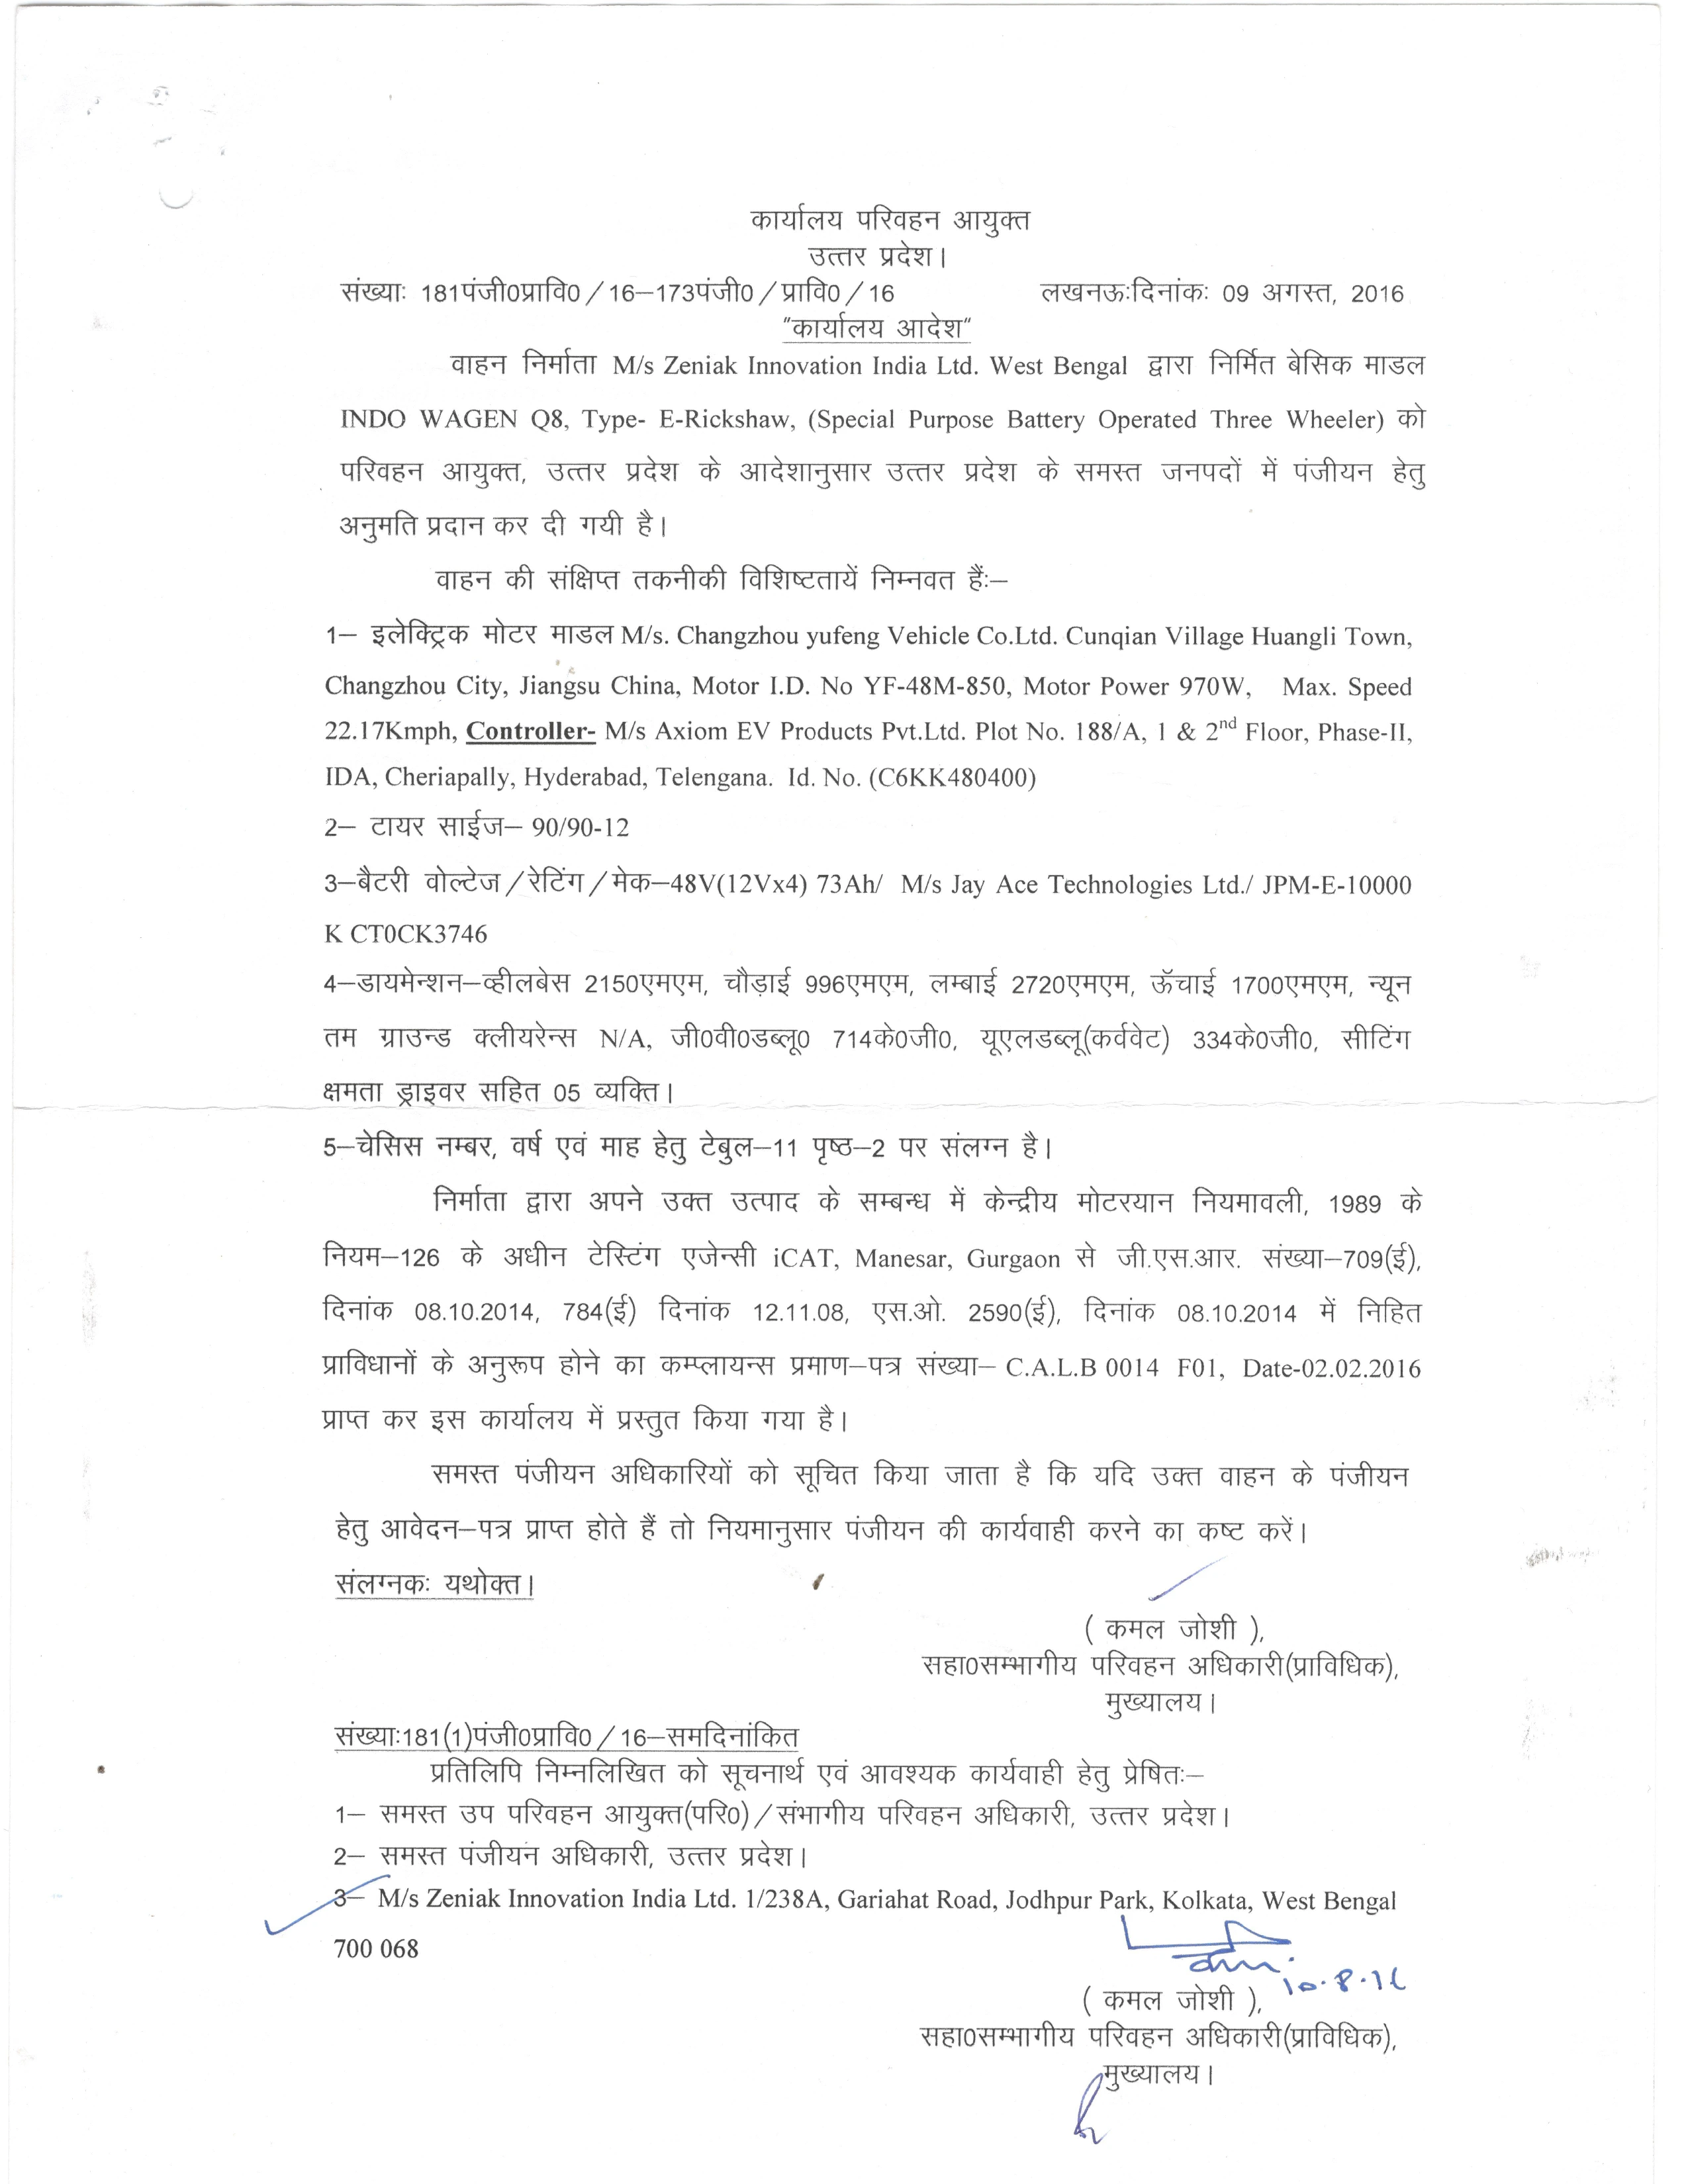 कार्यालय परिवहन आयुक्त
उत्तर प्रदेश।
संख्याः 181पंजी0प्रावि0/16–173पंजी0/प्रावि0/16 लखनऊःदिनांकः 09 अगस्त, 2016
"कार्यालय आदेश"
वाहन निर्माता M/s Zeniak Innovation India Ltd. West Bengal द्वारा निर्मित बेसिक माडल
INDO WAGEN Q8, Type- E-Rickshaw, (Special Purpose Battery Operated Three Wheeler) को
परिवहन आयुक्त, उत्तर प्रदेश के आदेशानुसार उत्तर प्रदेश के समस्त जनपदों में पंजीयन हेतु
अनुमति प्रदान कर दी गयी है।
वाहन की संक्षिप्त तकनीकी विशिष्टतायें निम्नवत हैंः–
1– इलेक्ट्रिक मोटर माडल M/s. Changzhou yufeng Vehicle Co.Ltd. Cunqian Village Huangli Town,
Changzhou City, Jiangsu China, Motor I.D. No YF-48M-850, Motor Power 970W, Max. Speed
22.17Kmph, Controller- M/s Axiom EV Products Pvt.Ltd. Plot No. 188/A, 1 & 2nd Floor, Phase-II,
IDA, Cheriapally, Hyderabad, Telengana. Id. No. (C6KK480400)
2– टायर साईज– 90/90-12
3–बैटरी वोल्टेज/रेटिंग/मेक–48V(12Vx4) 73Ah/ M/s Jay Ace Technologies Ltd./ JPM-E-10000
K CT0CK3746
4–डायमेन्शन–व्हीलबेस 2150एमएम, चौड़ाई 996एमएम, लम्बाई 2720एमएम, ऊँचाई 1700एमएम, न्यून
तम ग्राउन्ड क्लीयरेन्स N/A, जी0वी0डब्लू0 714के0जी0, यूएलडब्लू(कर्ववेट) 334के0जी0, सीटिंग
क्षमता ड्राइवर सहित 05 व्यक्ति।
5–चेसिस नम्बर, वर्ष एवं माह हेतु टेबुल–11 पृष्ठ–2 पर संलग्न है।
निर्माता द्वारा अपने उक्त उत्पाद के सम्बन्ध में केन्द्रीय मोटरयान नियमावली, 1989 के
नियम–126 के अधीन टेस्टिंग एजेन्सी iCAT, Manesar, Gurgaon से जी.एस.आर. संख्या–709(ई),
दिनांक 08.10.2014, 784(ई) दिनांक 12.11.08, एस.ओ. 2590(ई), दिनांक 08.10.2014 में निहित
प्राविधानों के अनुरूप होने का कम्प्लायन्स प्रमाण–पत्र संख्या– C.A.L.B 0014 F01, Date-02.02.2016
प्राप्त कर इस कार्यालय में प्रस्तुत किया गया है।
समस्त पंजीयन अधिकारियों को सूचित किया जाता है कि यदि उक्त वाहन के पंजीयन
हेतु आवेदन–पत्र प्राप्त होते हैं तो नियमानुसार पंजीयन की कार्यवाही करने का कष्ट करें।
संलग्नकः यथोक्त।
( कमल जोशी ),
सहा0सम्भागीय परिवहन अधिकारी(प्राविधिक),
मुख्यालय।
संख्याः181(1)पंजी0प्रावि0/16–समदिनांकित
प्रतिलिपि निम्नलिखित को सूचनार्थ एवं आवश्यक कार्यवाही हेतु प्रेषितः–
1– समस्त उप परिवहन आयुक्त(परि0)/संभागीय परिवहन अधिकारी, उत्तर प्रदेश।
2– समस्त पंजीयन अधिकारी, उत्तर प्रदेश।
3– M/s Zeniak Innovation India Ltd. 1/238A, Gariahat Road, Jodhpur Park, Kolkata, West Bengal
700 068
10.8.16
( कमल जोशी ),
सहा0सम्भागीय परिवहन अधिकारी(प्राविधिक),
मुख्यालय।